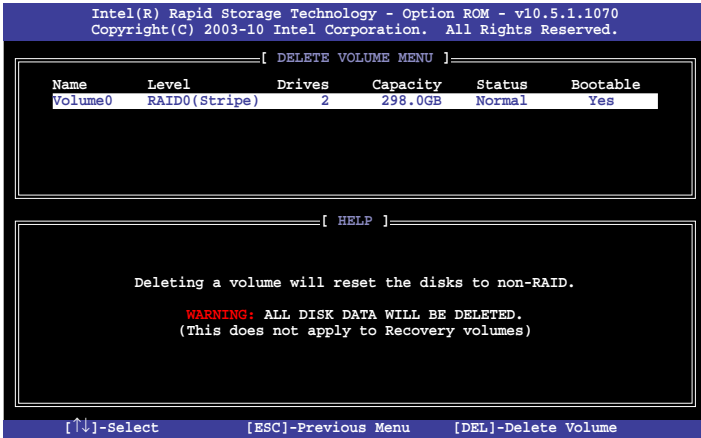 Intel(R) Rapid Storage Technology - Option ROM - v10.5.1.1070
Copyright(C) 2003-10 Intel Corporation.  All Rights Reserved.
[ DELETE VOLUME MENU ]
Name Level Drives Capacity Status Bootable
Volume0 RAID0(Stripe) 2 298.0GB Normal Yes
[ HELP ]
Deleting a volume will reset the disks to non-RAID.
WARNING: ALL DISK DATA WILL BE DELETED.
(This does not apply to Recovery volumes)
[↑↓]-Select [ESC]-Previous Menu [DEL]-Delete Volume